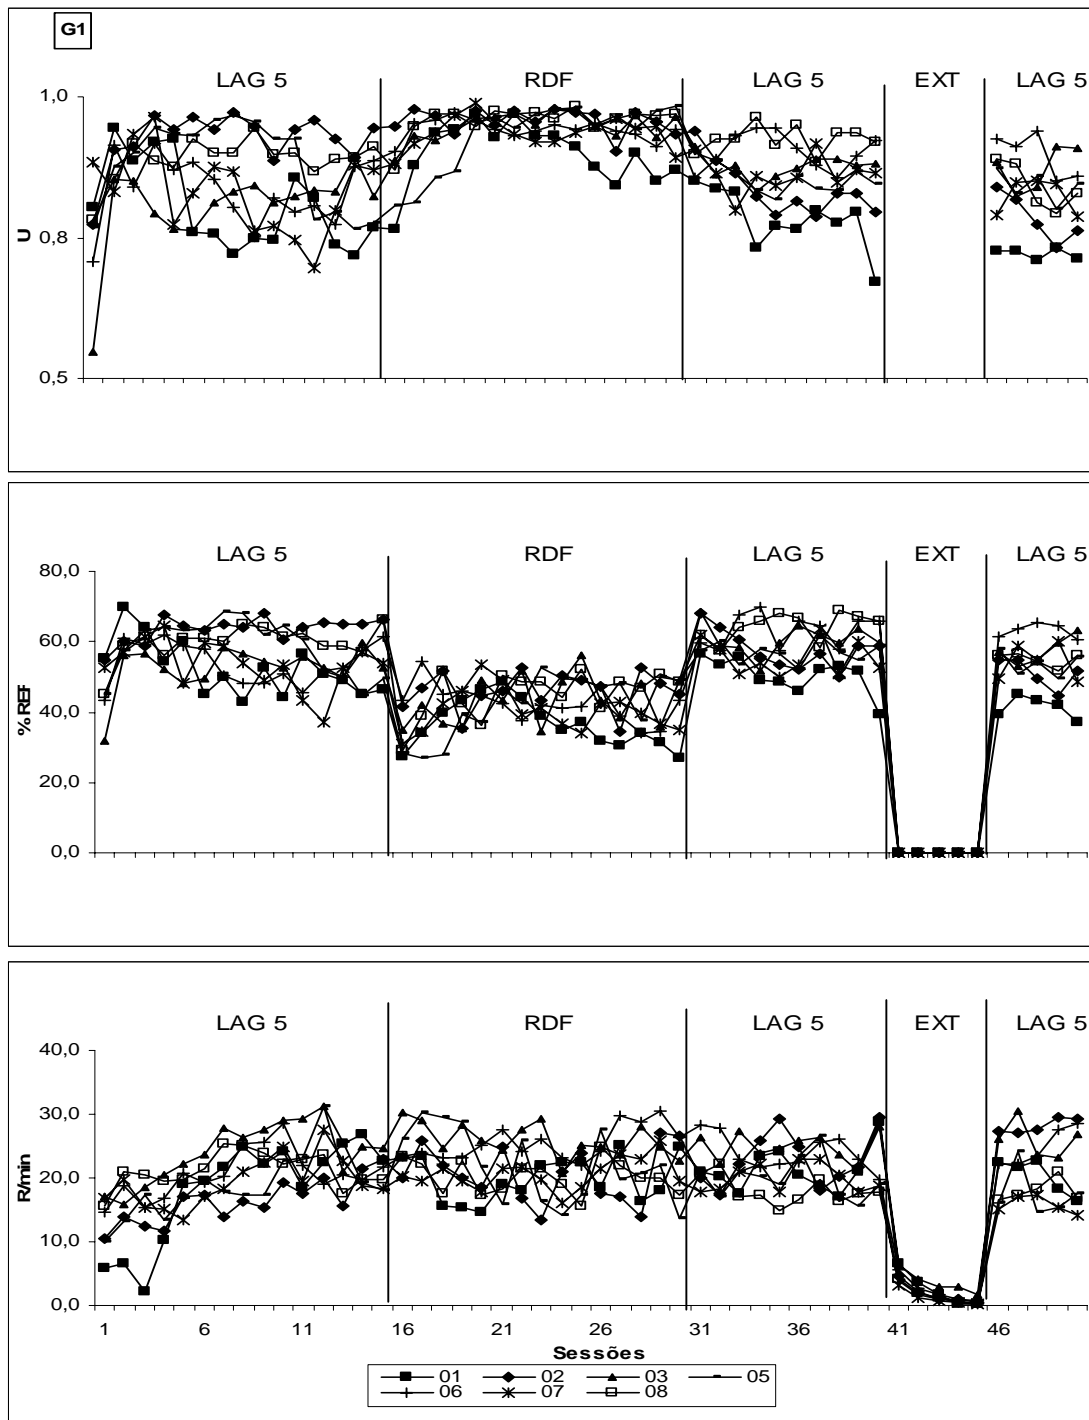 G1
LAG 5 RDF LAG 5 EXT LAG 5
1,0
0,8
0,5
U
LAG 5 RDF LAG 5 EXT LAG 5
80,0
60,0
40,0
20,0
0,0
%REF
LAG 5 RDF LAG 5 EXT LAG 5
40,0
30,0
20,0
10,0
0,0
R/min
1 6 11 16 21 26 31 36 41 46
Sessões
01 02 03 05
06 07 08